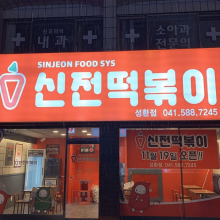 내과
소아과
전문의
SINJEON FOOD SYS
신전떡볶이
성환점 041.588.7245
신전떡볶이
11월 19일 오픈!!